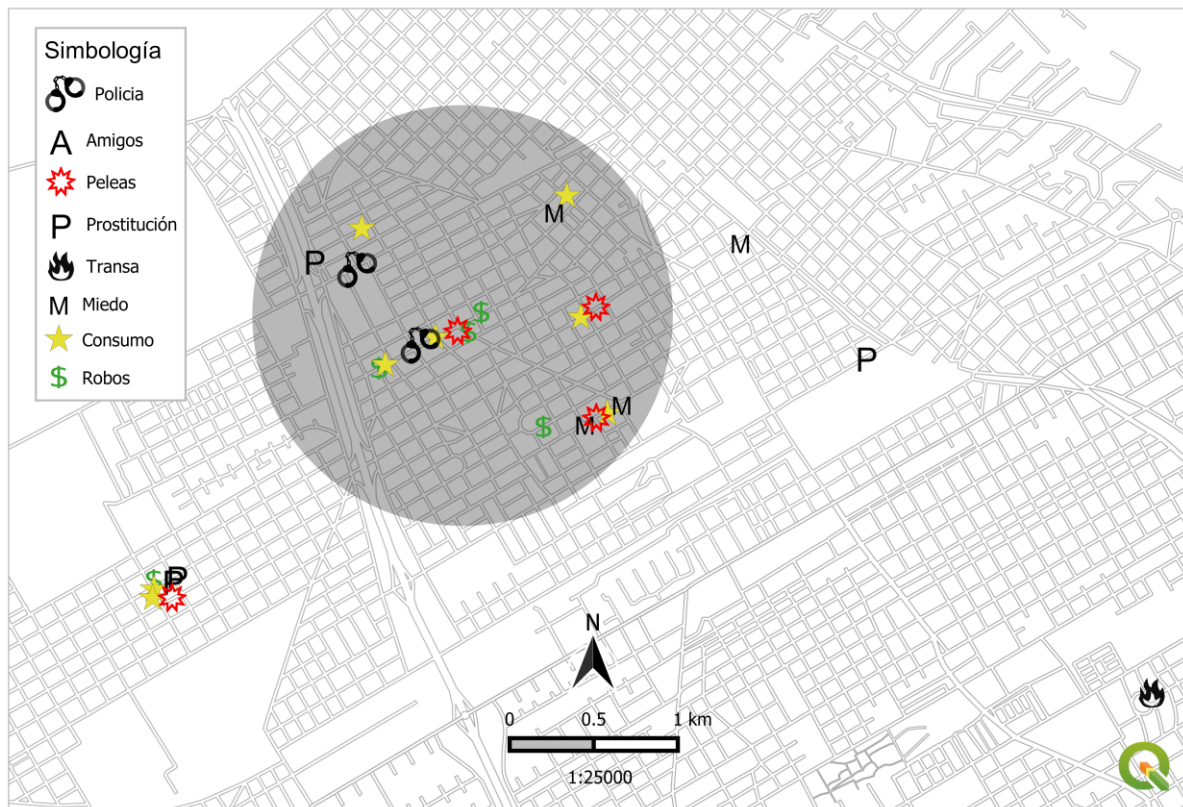 Simbología
Policia
A Amigos
Peleas
P Prostitución
Transa
M Miedo
Consumo
$ Robos
M
M
P
$
$
P
$
M
M
$
$
P
P
N
0 0.5 1 km
1:25000